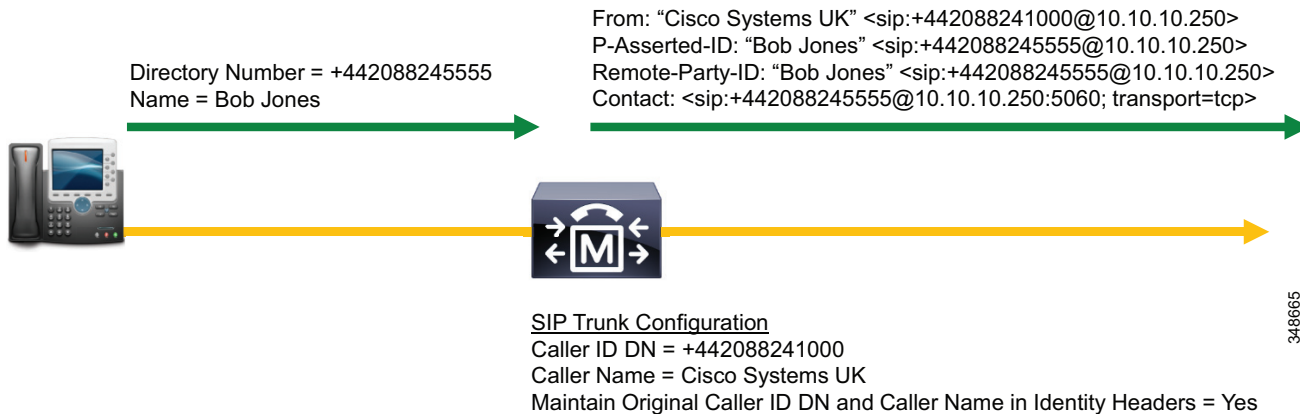 From: “Cisco Systems UK” <sip:+442088241000@10.10.10.250>
P-Asserted-ID: “Bob Jones” <sip:+442088245555@10.10.10.250>
Remote-Party-ID: “Bob Jones” <sip:+442088245555@10.10.10.250>
Contact: <sip:+442088245555@10.10.10.250:5060; transport=tcp>
Directory Number = +442088245555
Name = Bob Jones
M
SIP Trunk Configuration
Caller ID DN = +442088241000
Caller Name = Cisco Systems UK
Maintain Original Caller ID DN and Caller Name in Identity Headers = Yes
348665